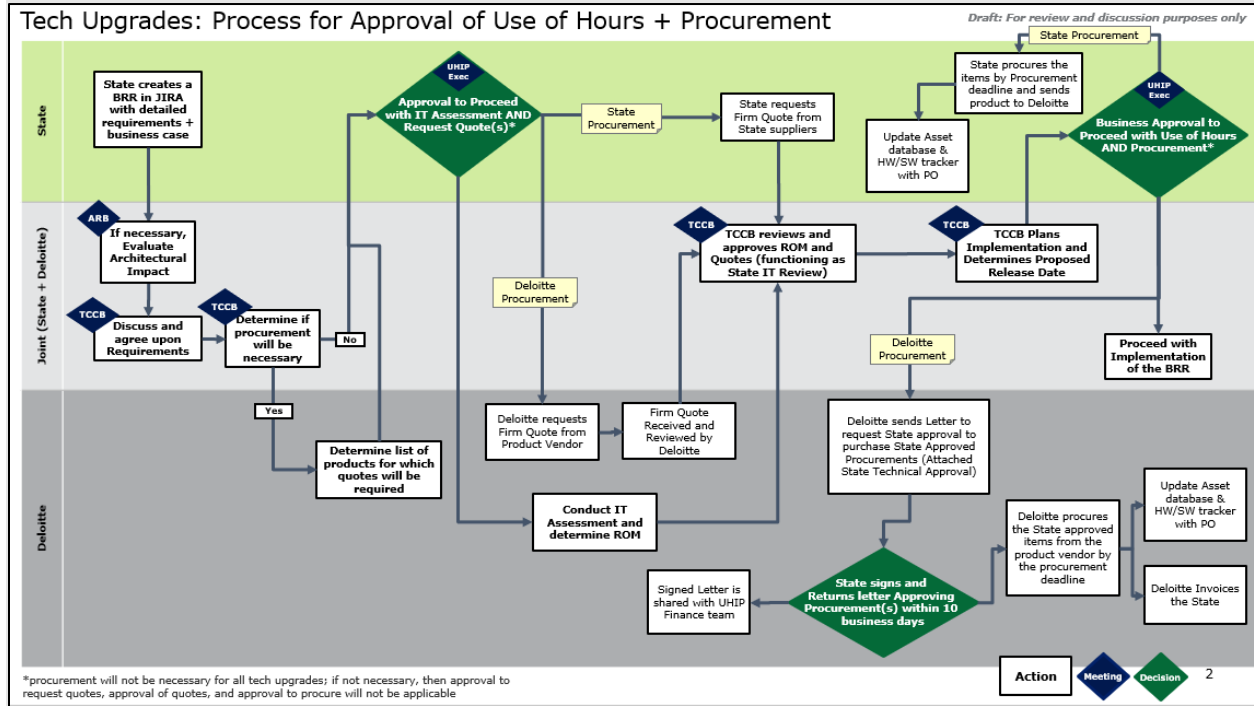 Tech Upgrades: Process for Approval of Use of Hours + Procurement
Draft: For review and discussion purposes only
State
State creates a
BRR in JIRA
with detailed
requirements +
business case
UHIP
Exec
Approval to Proceed
with IT Assessment AND
Request Quote(s)*
State
Procurement
State requests
Firm Quote from
State suppliers
State procures the
items by Procurement
deadline and sends
product to Deloitte
State Procurement
Update Asset
database &
HW/SW tracker
with PO
UHIP
Exec
Business Approval to
Proceed with Use of Hours
AND Procurement*
Joint (State + Deloitte)
ARB
If necessary,
Evaluate
Architectural
Impact
TCCB
Discuss and
agree upon
Requirements
TCCB
Determine if
procurement
will be
necessary
No
Yes
Deloitte
Procurement
TCCB
TCCB reviews and
approves ROM and
Quotes (functioning as
State IT Review)
TCCB
TCCB Plans
Implementation and
Determines Proposed
Release Date
Deloitte
Procurement
Proceed with
Implementation
of the BRR
Deloitte
Determine list of
products for which
quotes will be
required
Deloitte requests
Firm Quote from
Product Vendor
Firm Quote
Received and
Reviewed by
Deloitte
Conduct IT
Assessment and
determine ROM
Deloitte sends Letter to
request State approval to
purchase State Approved
Procurements (Attached
State Technical Approval)
State signs and
Returns letter Approving
Procurement(s) within 10
business days
Signed Letter is
shared with UHIP
Finance team
Deloitte procures
the State approved
items from the
product vendor by
the procurement
deadline
Update Asset
database &
HW/SW tracker
with PO
Deloitte Invoices
the State
*procurement will not be necessary for all tech upgrades; if not necessary, then approval to
request quotes, approval of quotes, and approval to procure will not be applicable
Action
Meeting
Decision
2